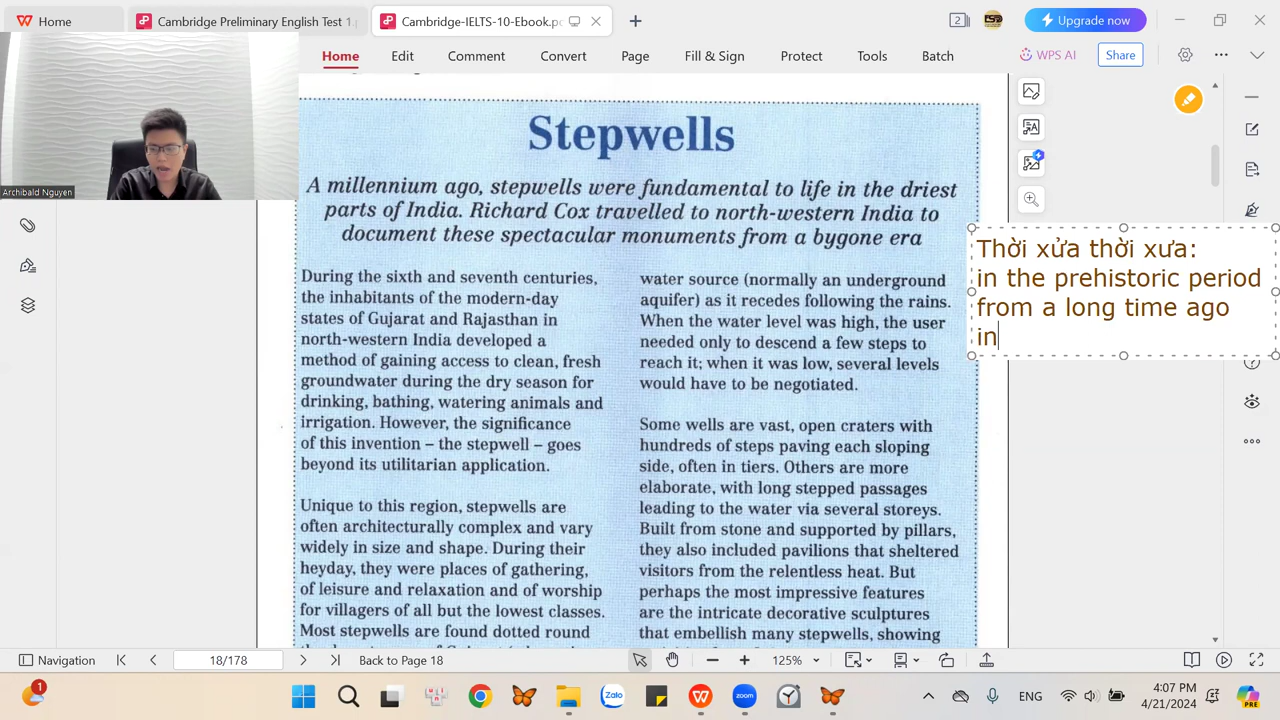 Home
Cambridge Preliminary English Test 1.
Cambridge-IELTS-10-Ebook.pc
2
Upgrade now
Home
Edit
Comment
Convert
Page
Fill & Sign
Protect
Tools
Batch
WPS AI
Share
Archibald Nguyen
Stepwells
A millennium ago, stepwells were fundamental to life in the driest
parts of India. Richard Cox travelled to north-western India to
document these spectacular monuments from a bygone era
During the sixth and seventh centuries,
the inhabitants of the modern-day
states of Gujarat and Rajasthan in
north-western India developed a
method of gaining access to clean, fresh
groundwater during the dry season for
drinking, bathing, watering animals and
irrigation. However, the significance
of this invention – the stepwell – goes
beyond its utilitarian application.
Unique to this region, stepwells are
often architecturally complex and vary
widely in size and shape. During their
heyday, they were places of gathering,
of leisure and relaxation and of worship
for villagers of all but the lowest classes.
Most stepwells are found dotted round
water source (normally an underground
aquifer) as it recedes following the rains.
When the water level was high, the user
needed only to descend a few steps to
reach it; when it was low, several levels
would have to be negotiated.
Some wells are vast, open craters with
hundreds of steps paving each sloping
side, often in tiers. Others are more
elaborate, with long stepped passages
leading to the water via several storeys.
Built from stone and supported by pillars,
they also included pavilions that sheltered
visitors from the relentless heat. But
perhaps the most impressive features
are the intricate decorative sculptures
that embellish many stepwells, showing
Thời xửa thời xưa:
in the prehistoric period
from a long time ago
in
Navigation
18/178
Back to Page 18
125%
1
Zalo
zoom
ENG
4:07 PM
4/21/2024
PRE